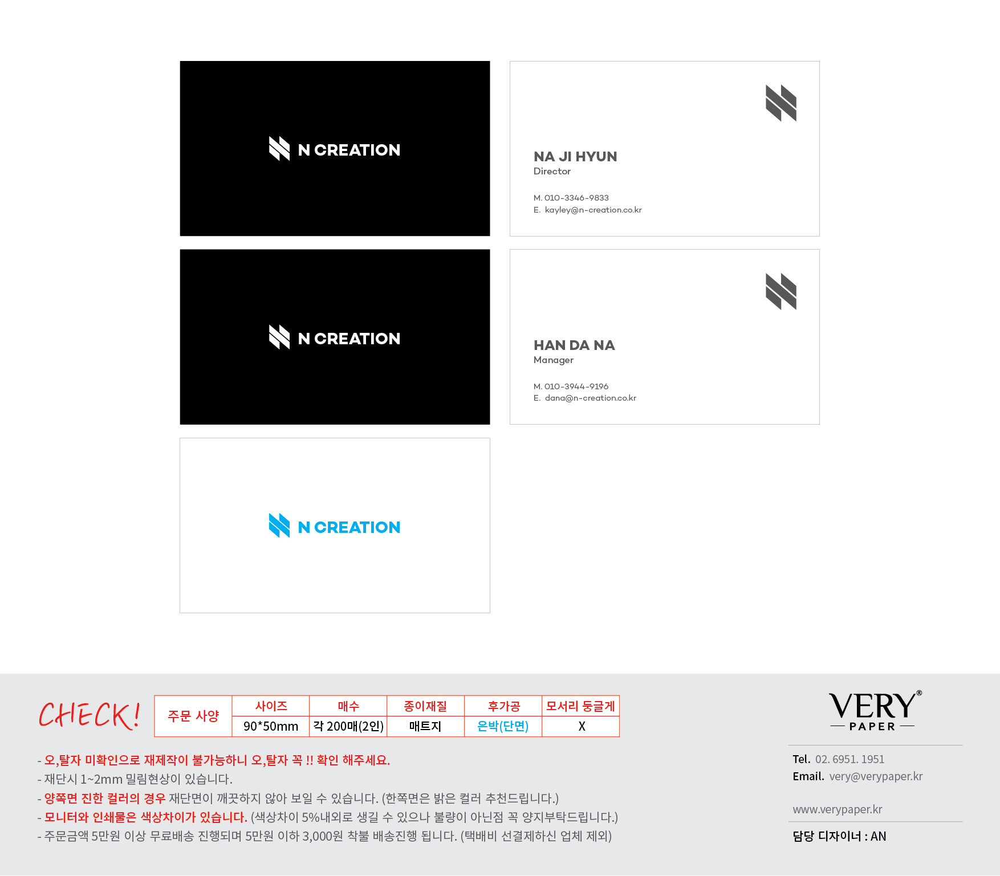 N CREATION
NA JI HYUN
Director
M. 010-3346-9833
E. kayley@n-creation.co.kr
N CREATION
HAN DA NA
Manager
M. 010-3944-9196
E. dana@n-creation.co.kr
N CREATION
CHECK!
주문 사양
사이즈 매수 종이재질 후가공 모서리 둥글게
90*50mm 각 200매(2인) 매트지 은박(단면) X
- 오,탈자 미확인으로 재제작이 불가능하니 오,탈자 꼭 !! 확인 해주세요.
- 재단시 1~2mm 밀림현상이 있습니다.
- 양쪽면 진한 컬러의 경우 재단면이 깨끗하지 않아 보일 수 있습니다. (한쪽면은 밝은 컬러 추천드립니다.)
- 모니터와 인쇄물은 색상차이가 있습니다. (색상차이 5%내외로 생길 수 있으나 불량이 아닌점 꼭 양지부탁드립니다.)
- 주문금액 5만원 이상 무료배송 진행되며 5만원 이하 3,000원 착불 배송진행 됩니다. (택배비 선결제하신 업체 제외)
VERY®
PAPER
Tel. 02. 6951. 1951
Email. very@verypaper.kr
www.verypaper.kr
담당 디자이너 : AN